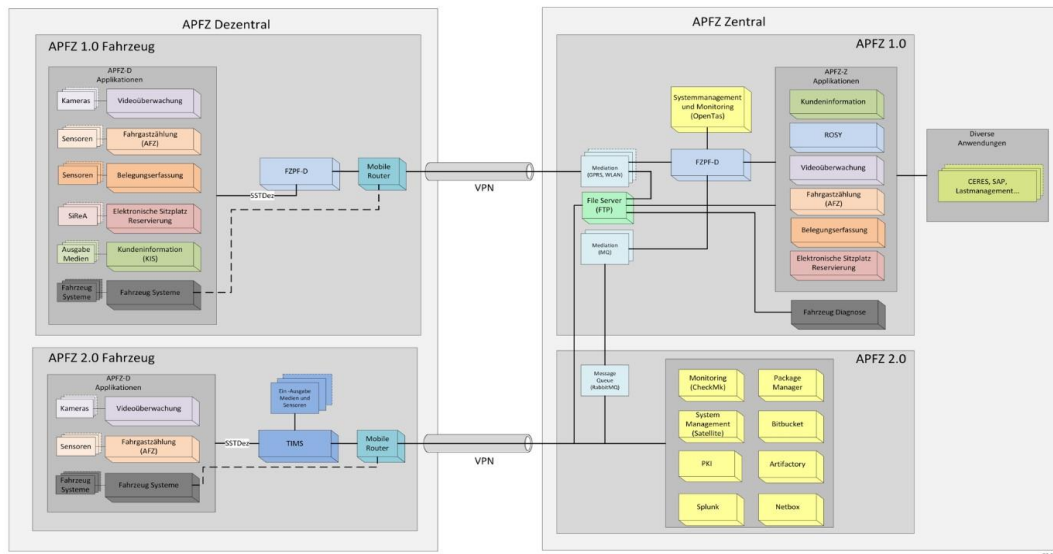 APFZ Dezentral
APFZ 1.0 Fahrzeug
APFZ-D
Applikationen
Kameras
Videoüberwachung
Sensoren
Fahrgastzählung
(AFZ)
Sensoren
Belegungserfassung
SiReA
Elektronische Sitzplatz
Reservierung
Ausgabe
Medien
Kundeninformation
(KIS)
Fahrzeug
Systeme
Fahrzeug Systeme
SSTDez
FZPF-D
Mobile
Router
VPN
APFZ 2.0 Fahrzeug
APFZ-D
Applikationen
Kameras
Videoüberwachung
Sensoren
Fahrgastzählung
(AFZ)
Fahrzeug
Systeme
Fahrzeug Systeme
SSTDez
Ein-Ausgabe
Medien und
Sensoren
TIMS
Mobile
Router
VPN
APFZ Zentral
APFZ 1.0
Systemmanagement
und Monitoring
(OpenTas)
Mediation
(GPRS, WLAN)
FZPF-D
File Server
(FTP)
Mediation
(MQ)
APFZ-Z
Applikationen
Kundeninformation
ROSY
Videoüberwachung
Fahrgastzählung
(AFZ)
Belegungserfassung
Elektronische Sitzplatz
Reservierung
Fahrzeug Diagnose
Diverse
Anwendungen
CERES, SAP,
Lastmanagement...
APFZ 2.0
Message
Queue
(RabbitMQ)
Monitoring
(CheckMk)
Package
Manager
System
Management
(Satellite)
Bitbucket
PKI
Artifactory
Splunk
Netbox